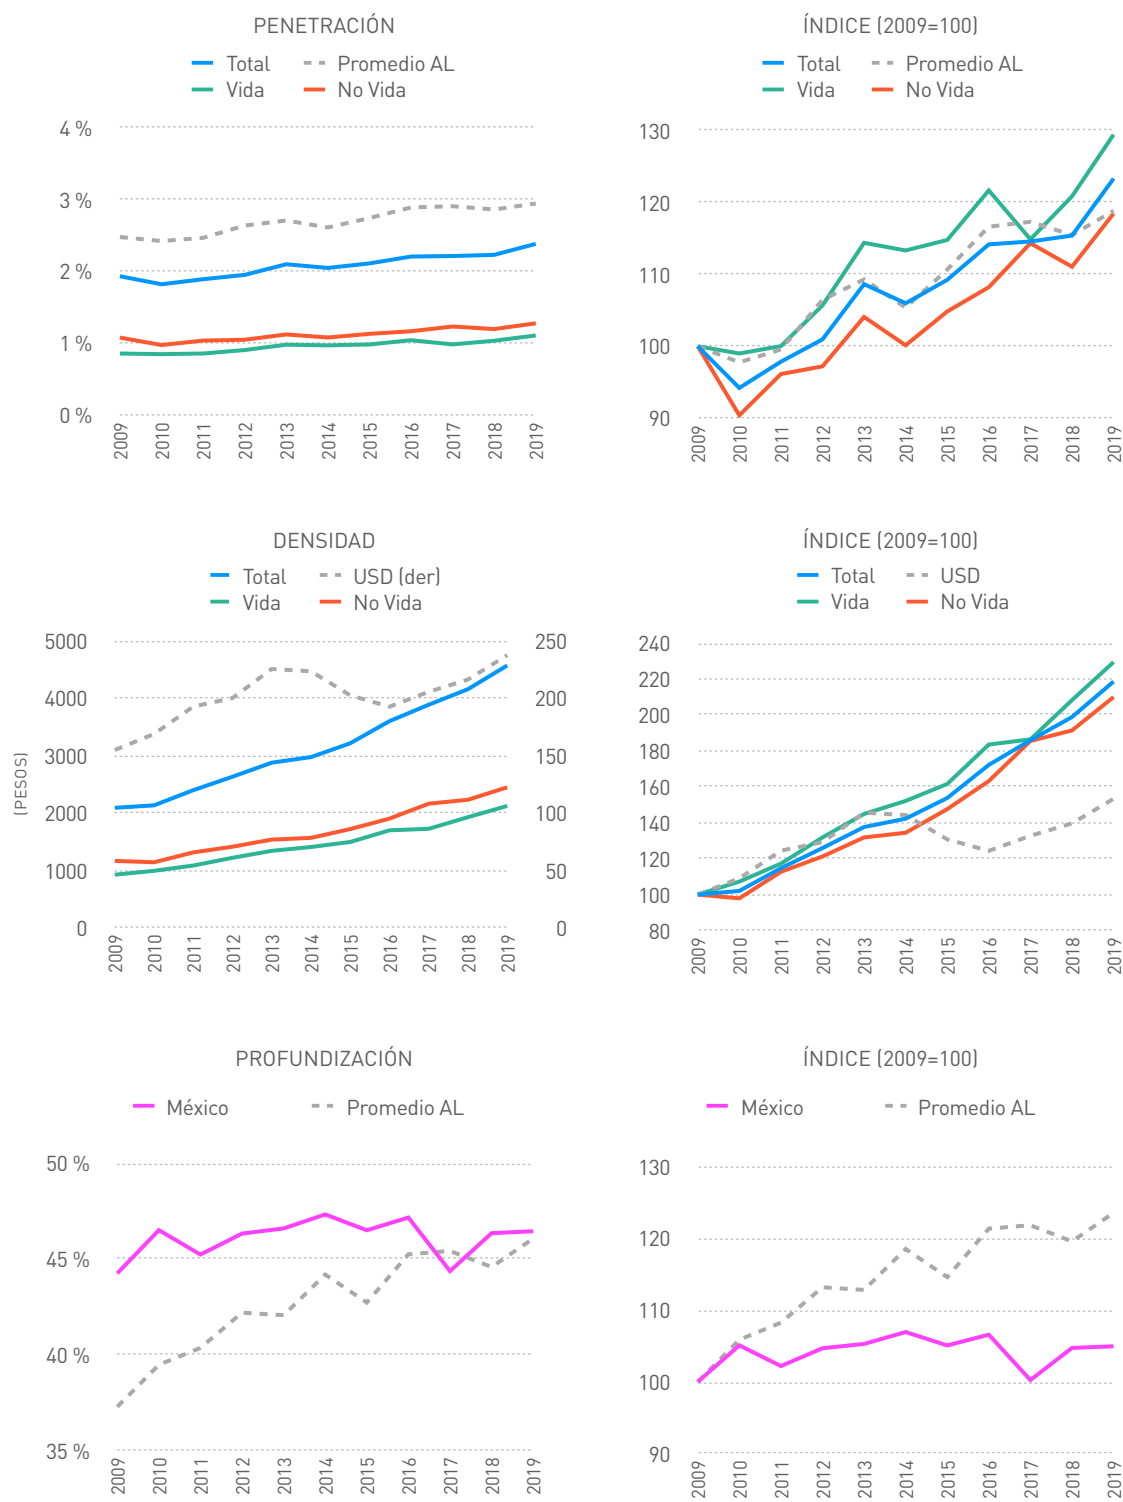 PENETRACIÓN
Total Promedio AL
Vida No Vida
4 %
3 %
2 %
1 %
0 %
2009 2010 2011 2012 2013 2014 2015 2016 2017 2018 2019
ÍNDICE (2009=100)
Total Promedio AL
Vida No Vida
130
120
110
100
90
2009 2010 2011 2012 2013 2014 2015 2016 2017 2018 2019
DENSIDAD
Total USD (der)
Vida No Vida
5000 250
4000 200
3000 150
2000 100
1000 50
0 0
(PESOS)
2009 2010 2011 2012 2013 2014 2015 2016 2017 2018 2019
ÍNDICE (2009=100)
Total USD
Vida No Vida
240
220
200
180
160
140
120
100
80
2009 2010 2011 2012 2013 2014 2015 2016 2017 2018 2019
PROFUNDIZACIÓN
México Promedio AL
50 %
45 %
40 %
35 %
2009 2010 2011 2012 2013 2014 2015 2016 2017 2018 2019
ÍNDICE (2009=100)
México Promedio AL
130
120
110
100
90
2009 2010 2011 2012 2013 2014 2015 2016 2017 2018 2019